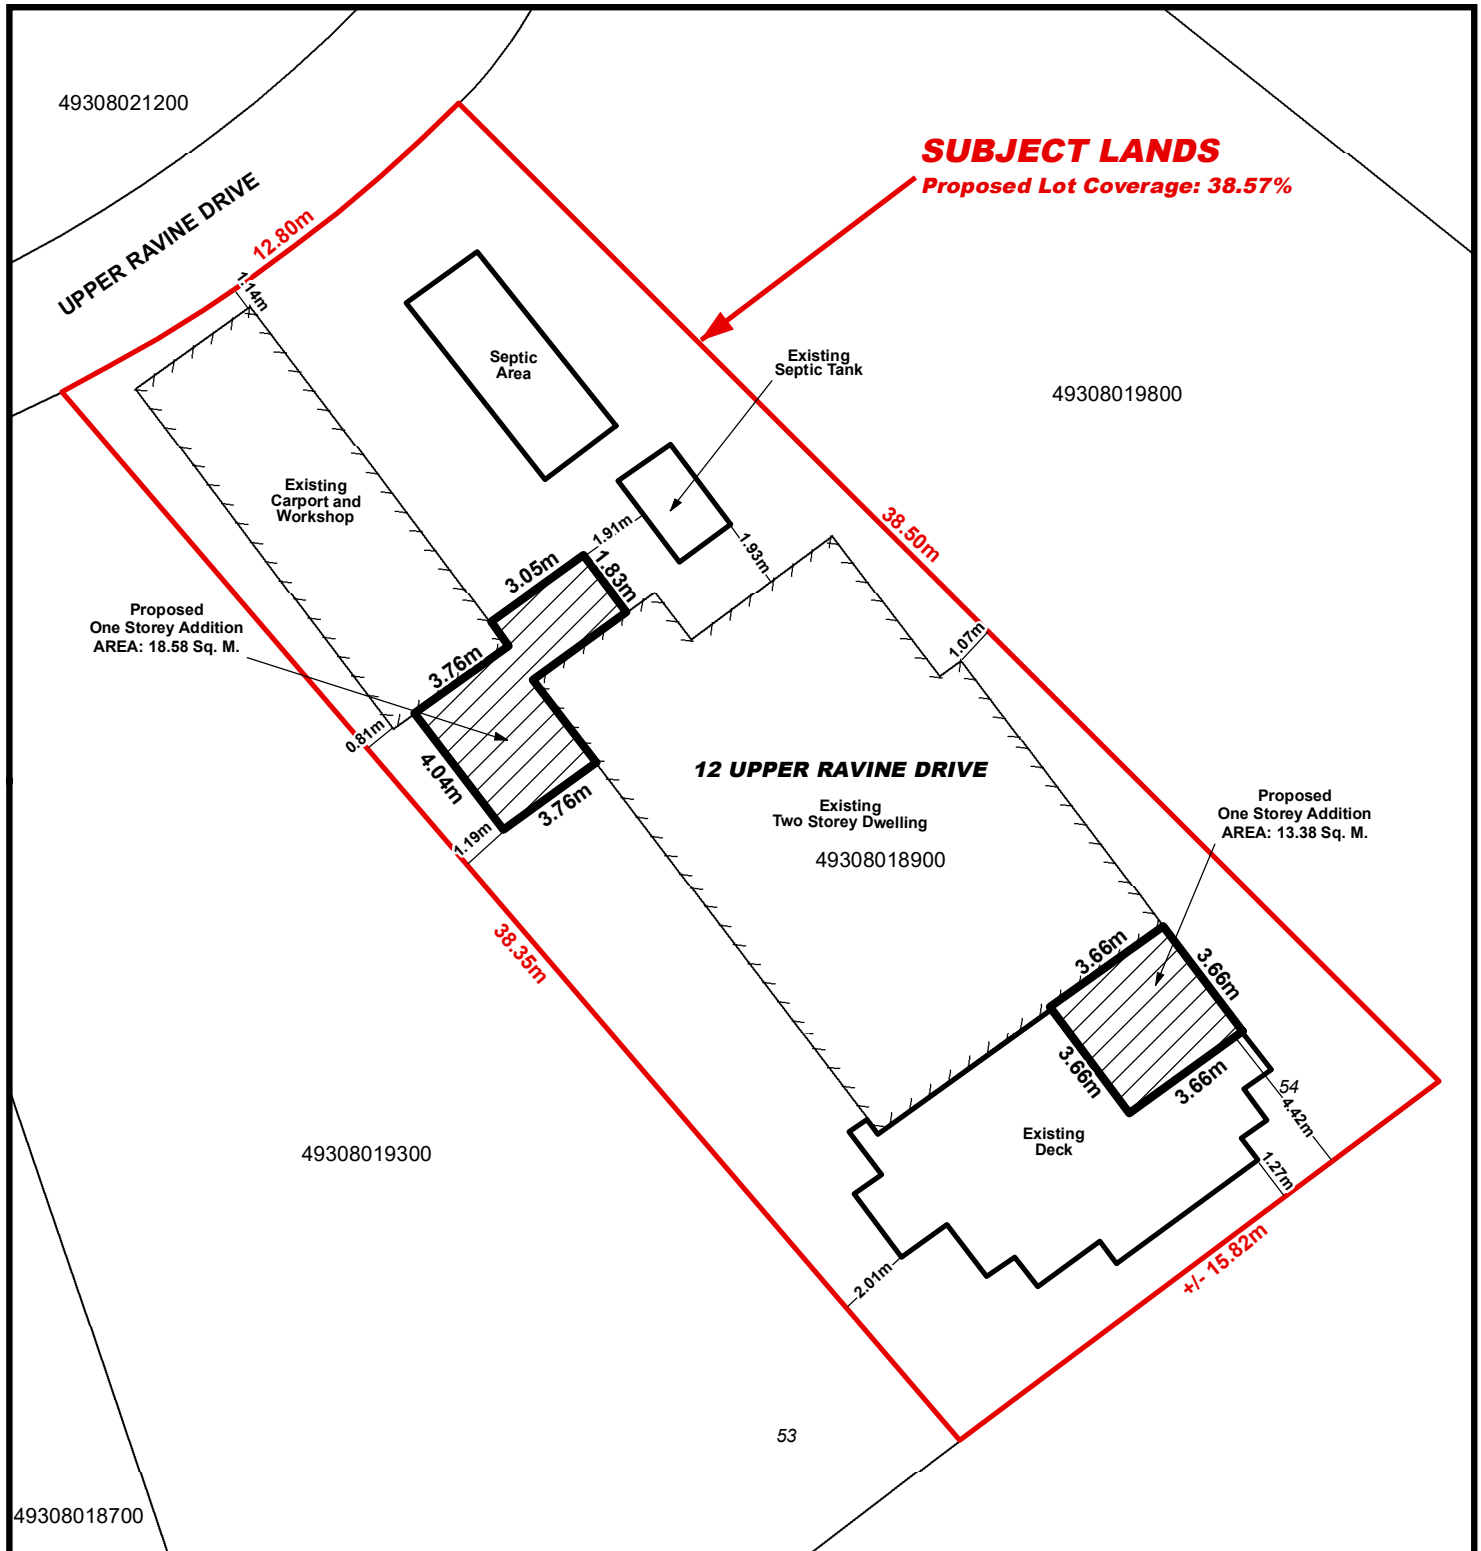 49308021200
SUBJECT LANDS
Proposed Lot Coverage: 38.57%
UPPER RAVINE DRIVE
12.80m
1.14m
Septic
Area
Existing
Septic Tank
49308019800
Existing
Carport and
Workshop
38.50m
1.91m
1.93m
3.05m
1.83m
Proposed
One Storey Addition
AREA: 18.58 Sq. M.
1.07m
3.76m
0.81m
4.04m
3.76m
1.19m
12 UPPER RAVINE DRIVE
Existing
Two Storey Dwelling
49308018900
Proposed
One Storey Addition
AREA: 13.38 Sq. M.
38.35m
3.66m
3.66m
3.66m
3.66m
54
4.42m
Existing
Deck
1.27m
49308019300
2.01m
+/- 15.82m
53
49308018700